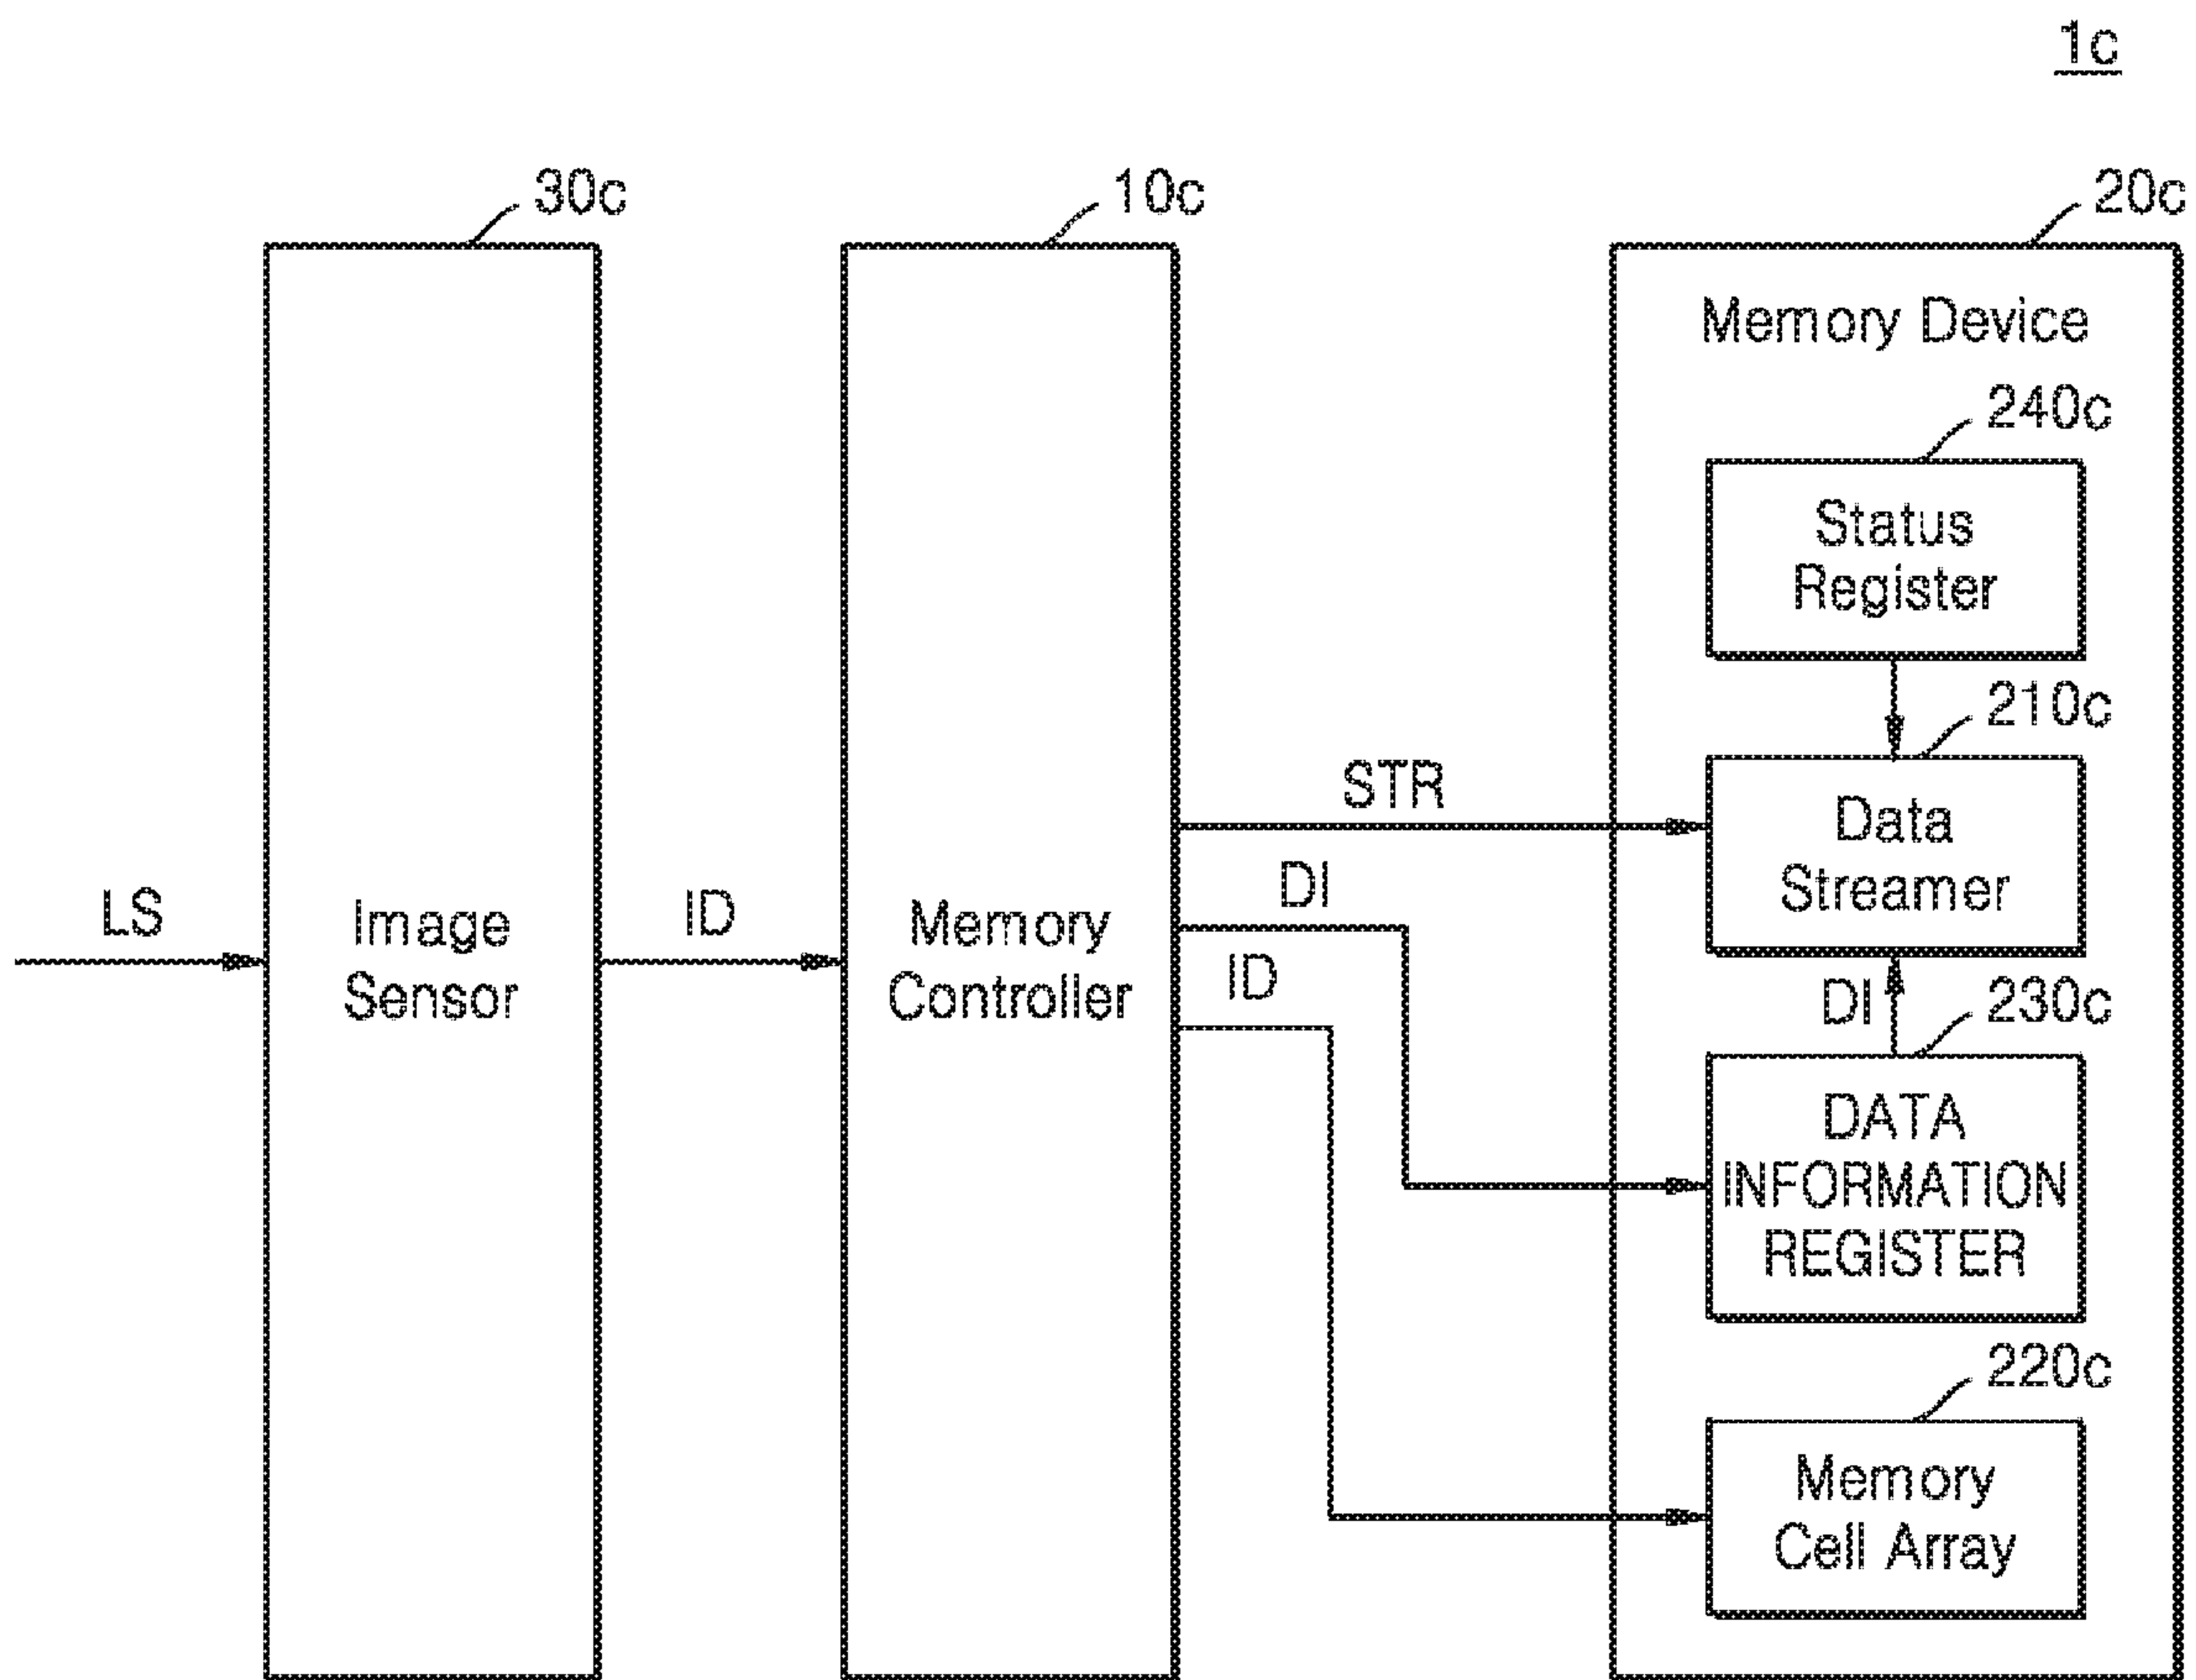 1c
30c
10c
20c
Memory Device
240c
Status
Register
210c
STR
Data
Streamer
DI
LS
Image
Sensor
ID
Memory
Controller
ID
DI
230c
DATA
INFORMATION
REGISTER
220c
Memory
Cell Array